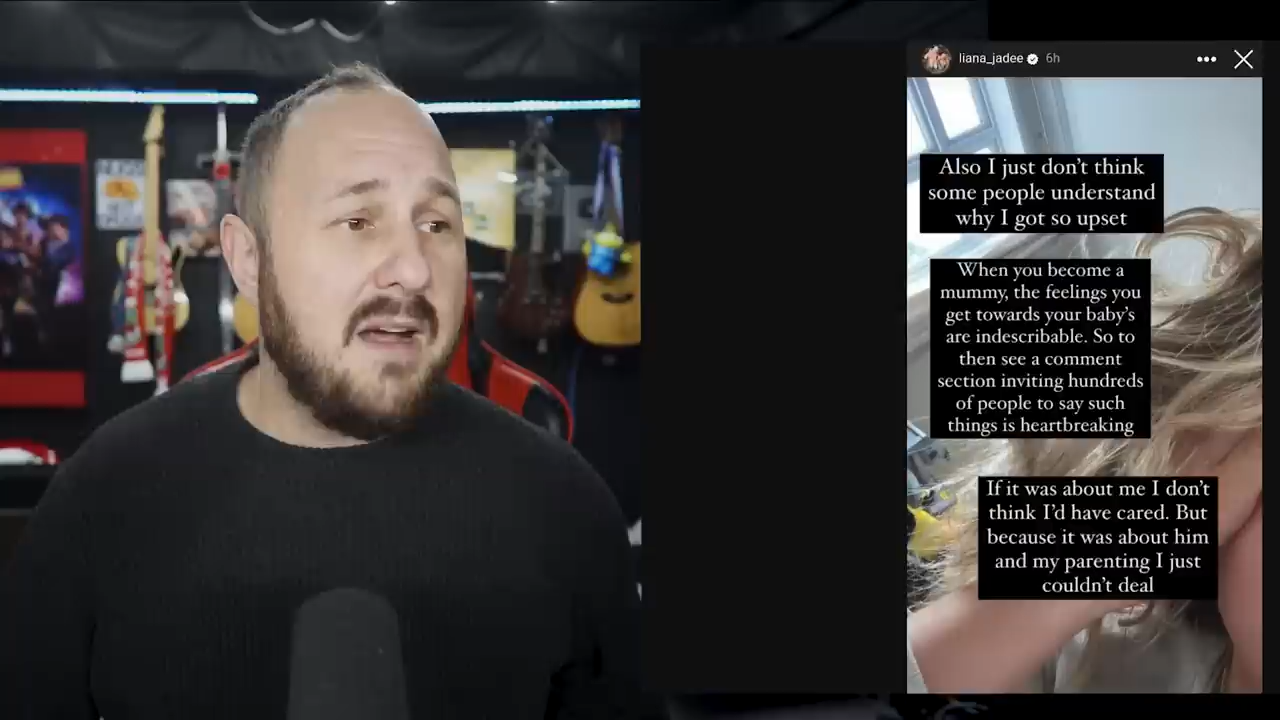 liana_jadee 6h
Also I just don't think
some people understand
why I got so upset
When you become a
mummy, the feelings you
get towards your baby's
are indescribable. So to
then see a comment
section inviting hundreds
of people to say such
things is heartbreaking
If it was about me I don't
think I'd have cared. But
because it was about him
and my parenting I just
couldn't deal